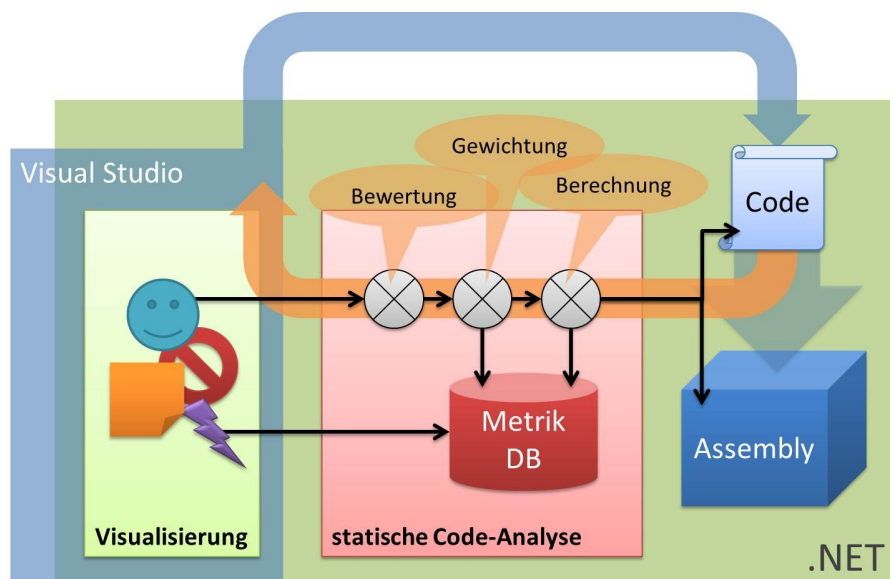 Visual Studio
Gewichtung
Bewertung
Berechnung
Code
Metrik
DB
Assembly
Visualisierung
statische Code-Analyse
.NET